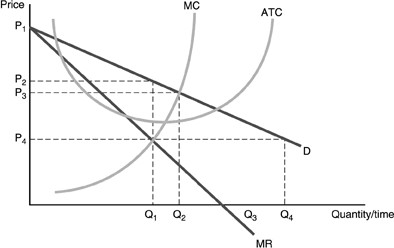 Price
MC
ATC
P1
P2
P3
P4
D
Q1
Q2
Q3
Q4
Quantity/time
MR